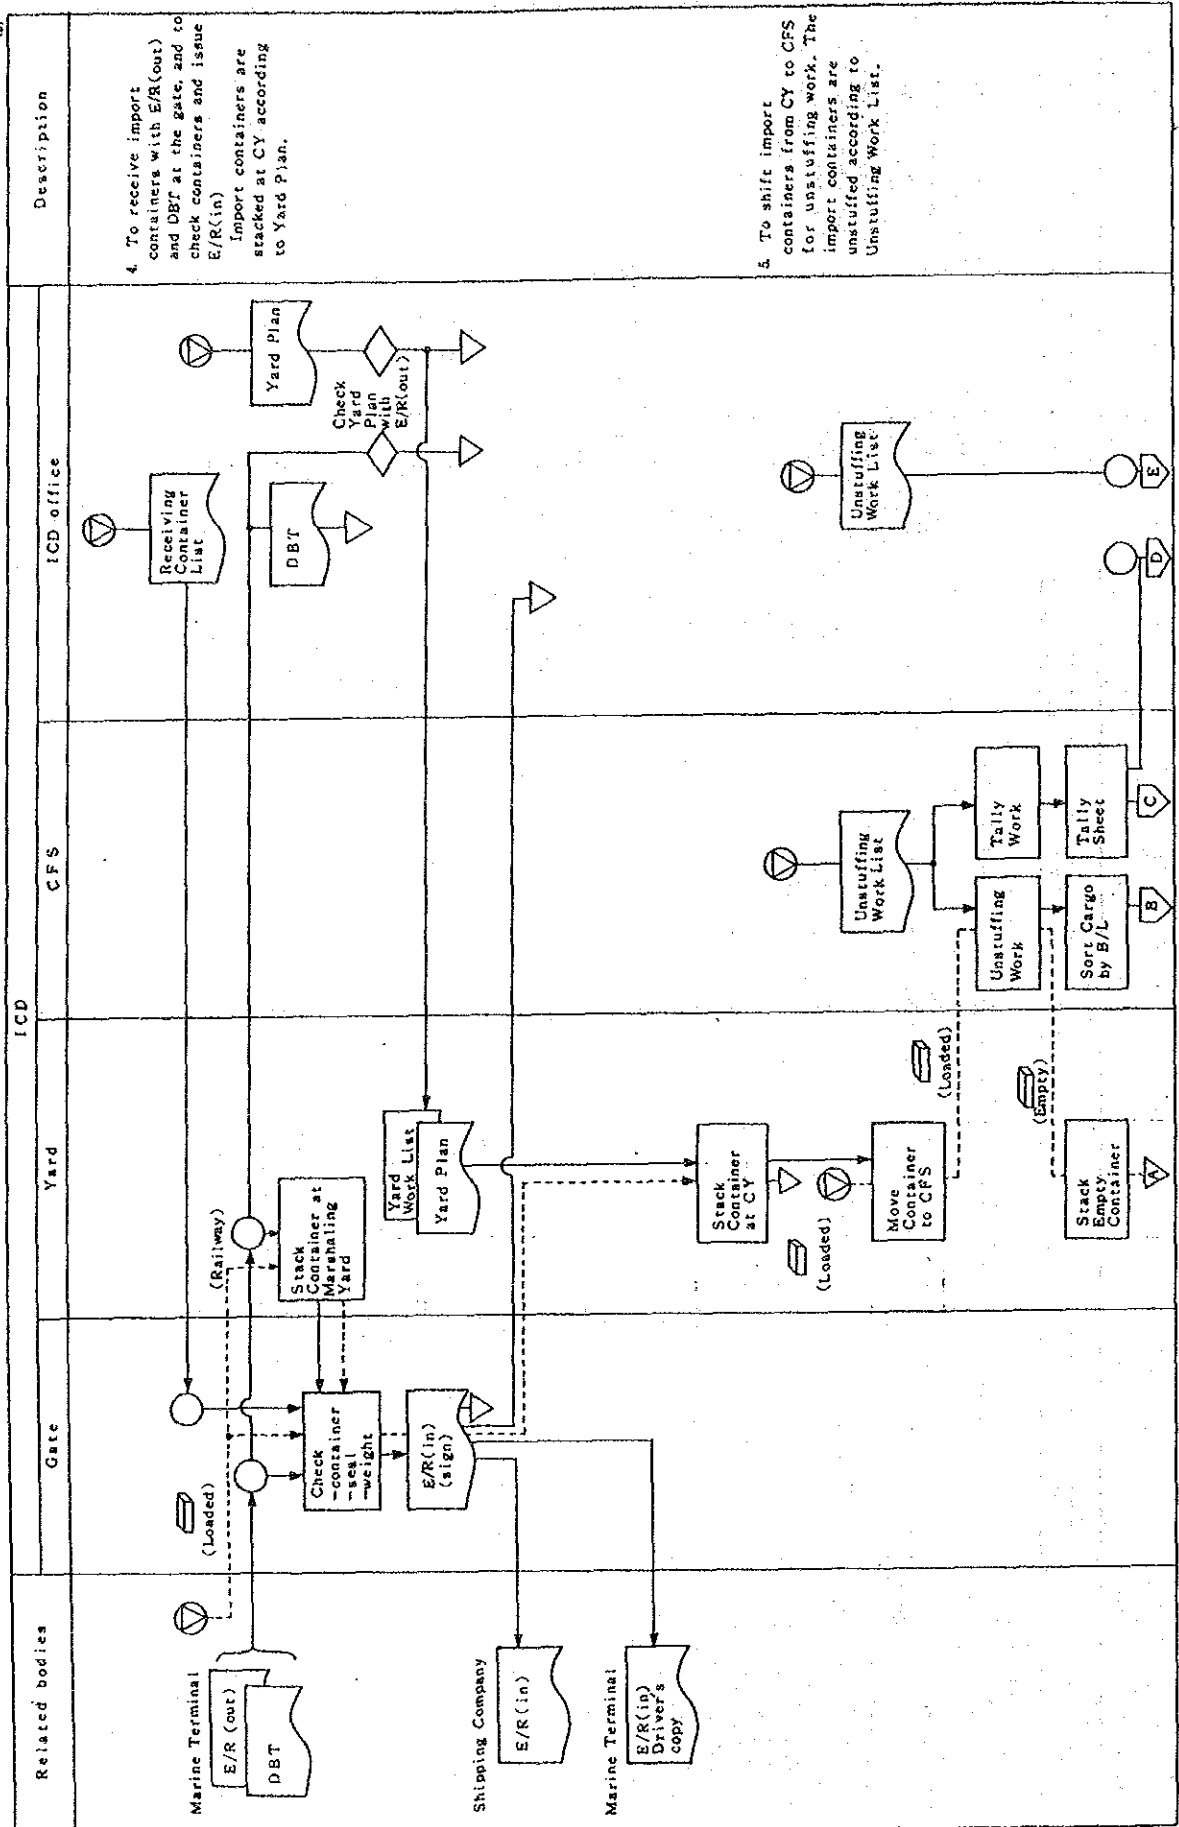 Related bodies
ICD
Gate
Yard
CFS
ICD office
Description
Marine Terminal
E/R (out)
DBT
(Loaded)
(Railway)
Receiving
Container
List
DBT
Yard Plan
Check
Yard
Plan
with
E/R(out)
Stack
Container at
Marshaling
Yard
Check
-container
-seal
-weight
E/R(in)
(sign)
Yard
Work List
Yard Plan
Shipping Company
E/R(in)
Marine Terminal
E/R(in)
Driver's
copy
4. To receive import
containers with E/R(out)
and DBT at the gate, and to
check containers and issue
E/R(in)
Import containers are
stacked at CY according
to Yard Plan.
Stack
Container
at CY
(Loaded)
Move
Container
to CFS
(Loaded)
(Empty)
Stack
Empty
Container
A
Unstuffing
Work List
Unstuffing
Work
Tally
Work
Sort Cargo
by B/L
Tally
Sheet
B
C
Unstuffing
Work List
D
E
5. To shift import
containers from CY to CFS
for unstuffing work. The
import containers are
unstuffed according to
Unstuffing Work List.